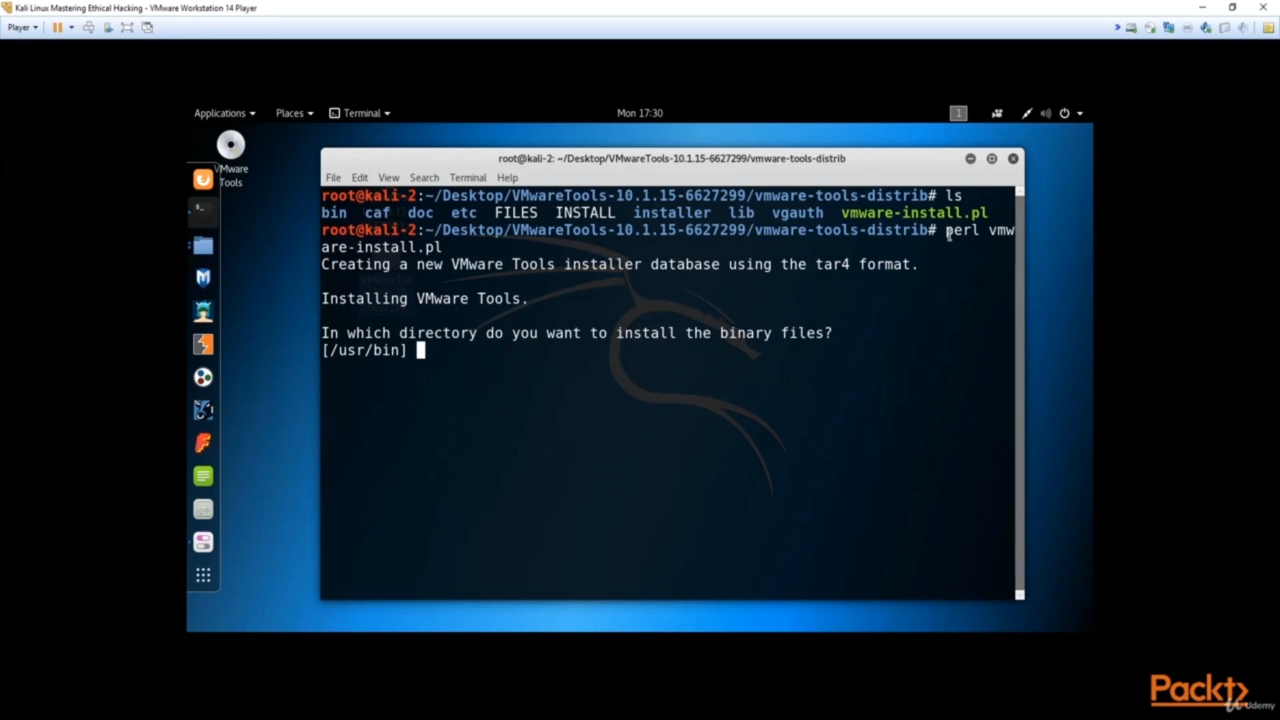 Kali Linux Mastering Ethical Hacking - VMware Workstation 14 Player
Player
Applications Places Terminal Mon 17:30 1
VMware
Tools
root@kali-2: ~/Desktop/VMwareTools-10.1.15-6627299/vmware-tools-distrib
File Edit View Search Terminal Help
root@kali-2:~/Desktop/VMwareTools-10.1.15-6627299/vmware-tools-distrib# ls
bin caf doc etc FILES INSTALL installer lib vgauth vmware-install.pl
root@kali-2:~/Desktop/VMwareTools-10.1.15-6627299/vmware-tools-distrib# perl vmw
are-install.pl
Creating a new VMware Tools installer database using the tar4 format.
Installing VMware Tools.
In which directory do you want to install the binary files?
[/usr/bin]
Packt
Udemy